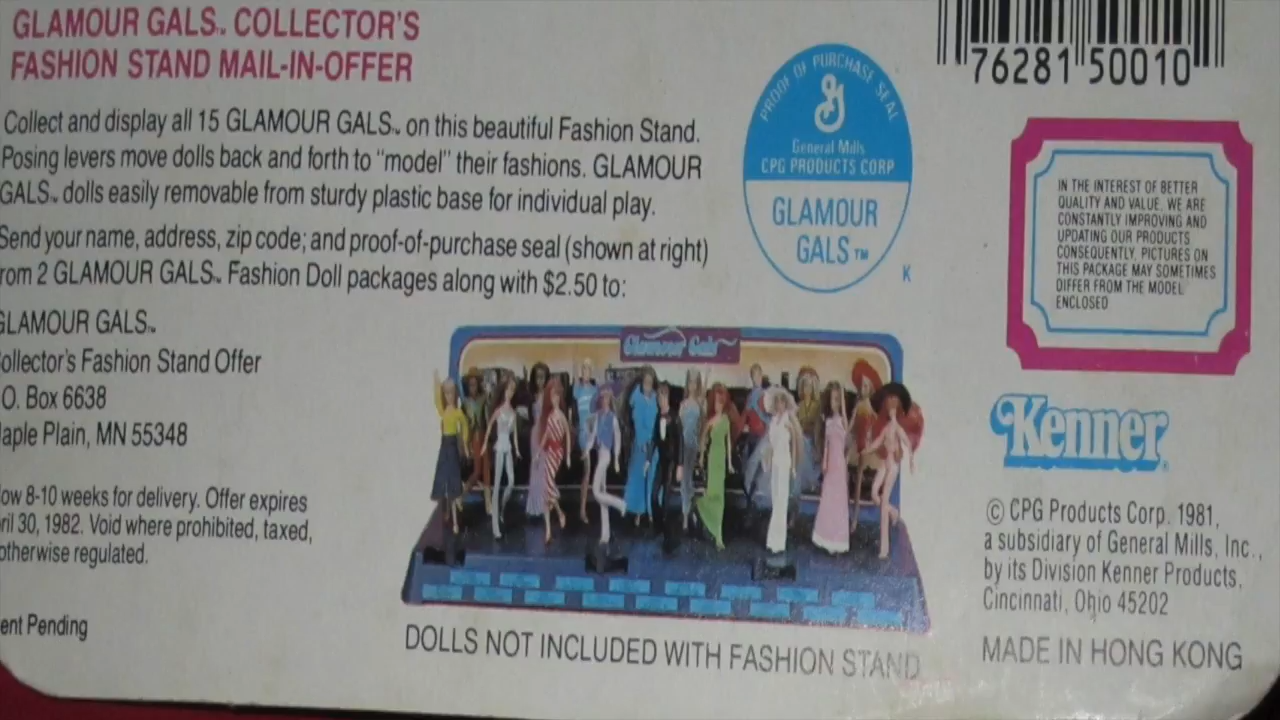 GLAMOUR GALS™ COLLECTOR'S
FASHION STAND MAIL-IN-OFFER
Collect and display all 15 GLAMOUR GALS™ on this beautiful Fashion Stand.
Posing levers move dolls back and forth to "model" their fashions. GLAMOUR
GALS™ dolls easily removable from sturdy plastic base for individual play.
Send your name, address, zip code; and proof-of-purchase seal (shown at right)
rom 2 GLAMOUR GALS™ Fashion Doll packages along with $2.50 to:
GLAMOUR GALS™
ollector's Fashion Stand Offer
O. Box 6638
aple Plain, MN 55348
ow 8-10 weeks for delivery. Offer expires
ril 30, 1982. Void where prohibited, taxed,
otherwise regulated.
ent Pending
PROOF OF PURCHASE SEAL
G
General Mills
CPG PRODUCTS CORP
GLAMOUR
GALS™
K
Glamour Gals
DOLLS NOT INCLUDED WITH FASHION STAND
76281 50010
IN THE INTEREST OF BETTER
QUALITY AND VALUE, WE ARE
CONSTANTLY IMPROVING AND
UPDATING OUR PRODUCTS
CONSEQUENTLY, PICTURES ON
THIS PACKAGE MAY SOMETIMES
DIFFER FROM THE MODEL
ENCLOSED
Kenner®
© CPG Products Corp. 1981,
a subsidiary of General Mills, Inc.,
by its Division Kenner Products,
Cincinnati, Ohio 45202
MADE IN HONG KONG